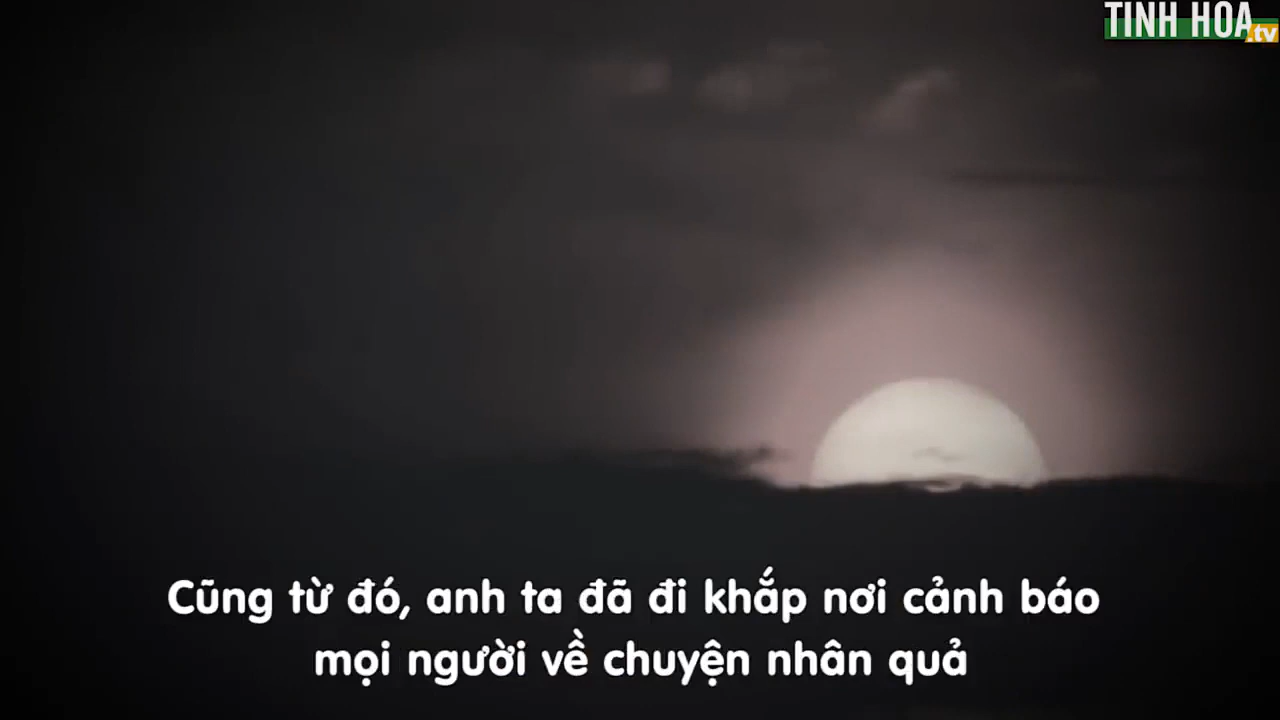 TINH HOA
.tv
Cũng từ đó, anh ta đã đi khắp nơi cảnh báo
mọi người về chuyện nhân quả